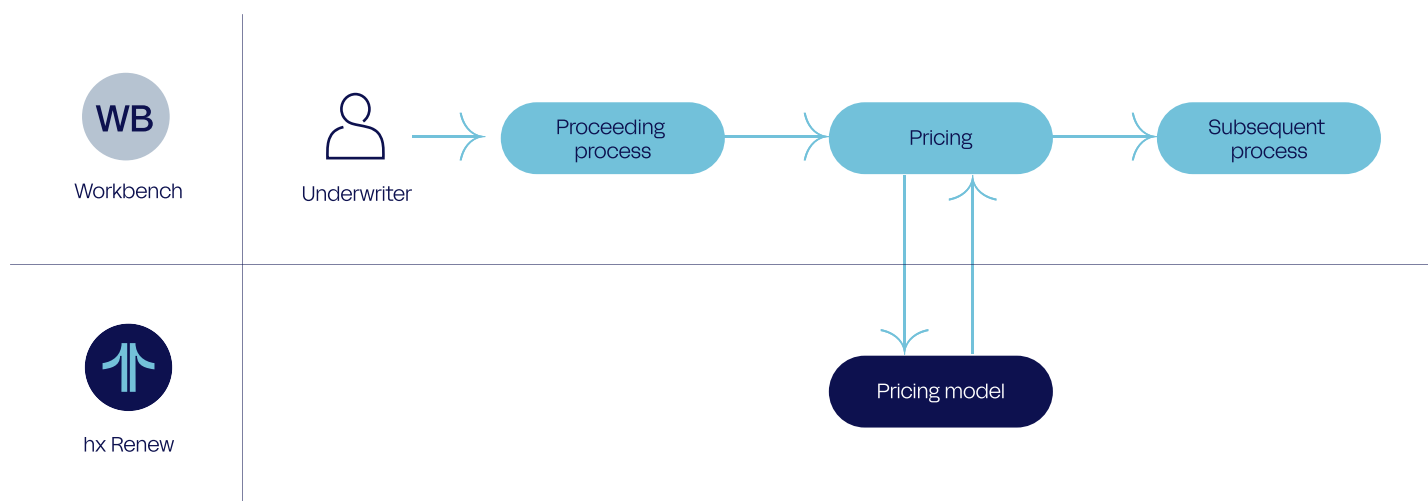 WB
Workbench
Underwriter
Proceeding
process
Pricing
Subsequent
process
hx Renew
Pricing model